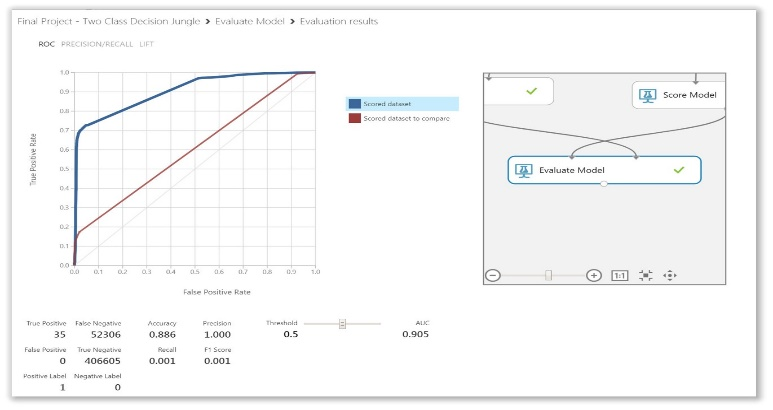 Final Project - Two Class Decision Jungle > Evaluate Model > Evaluation results
ROC PRECISION/RECALL LIFT
1.0
0.9
0.8
0.7
0.6
0.5
0.4
0.3
0.2
0.1
0.0
True Positive Rate
0.0 0.1 0.2 0.3 0.4 0.5 0.6 0.7 0.8 0.9 1.0
False Positive Rate
Scored dataset
Scored dataset to compare
Score Model
Evaluate Model
1:1
True Positive False Negative Accuracy Precision Threshold AUC
35 52306 0.886 1.000 0.5 0.905
False Positive True Negative Recall F1 Score
0 406605 0.001 0.001
Positive Label Negative Label
1 0